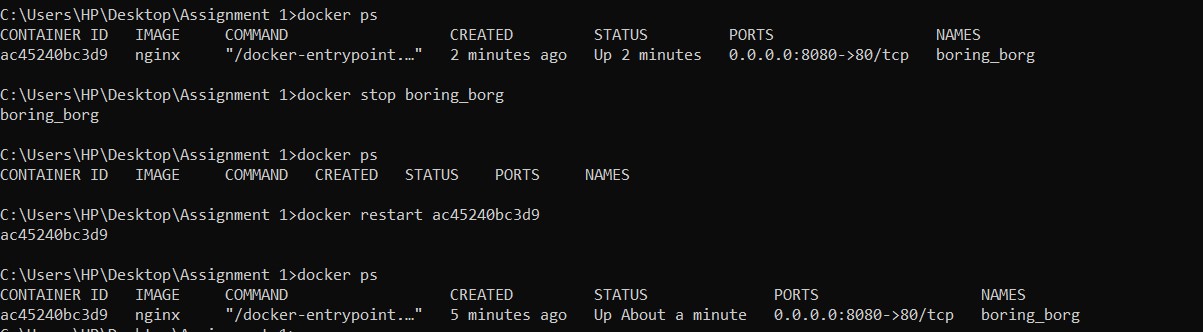 C:\Users\HP\Desktop\Assignment 1>docker ps
CONTAINER ID   IMAGE     COMMAND                  CREATED         STATUS         PORTS                  NAMES
ac45240bc3d9   nginx     "/docker-entrypoint.…"   2 minutes ago   Up 2 minutes   0.0.0.0:8080->80/tcp   boring_borg
C:\Users\HP\Desktop\Assignment 1>docker stop boring_borg
boring_borg
C:\Users\HP\Desktop\Assignment 1>docker ps
CONTAINER ID   IMAGE     COMMAND   CREATED   STATUS    PORTS     NAMES
C:\Users\HP\Desktop\Assignment 1>docker restart ac45240bc3d9
ac45240bc3d9
C:\Users\HP\Desktop\Assignment 1>docker ps
CONTAINER ID   IMAGE     COMMAND                  CREATED         STATUS              PORTS                  NAMES
ac45240bc3d9   nginx     "/docker-entrypoint.…"   5 minutes ago   Up About a minute   0.0.0.0:8080->80/tcp   boring_borg